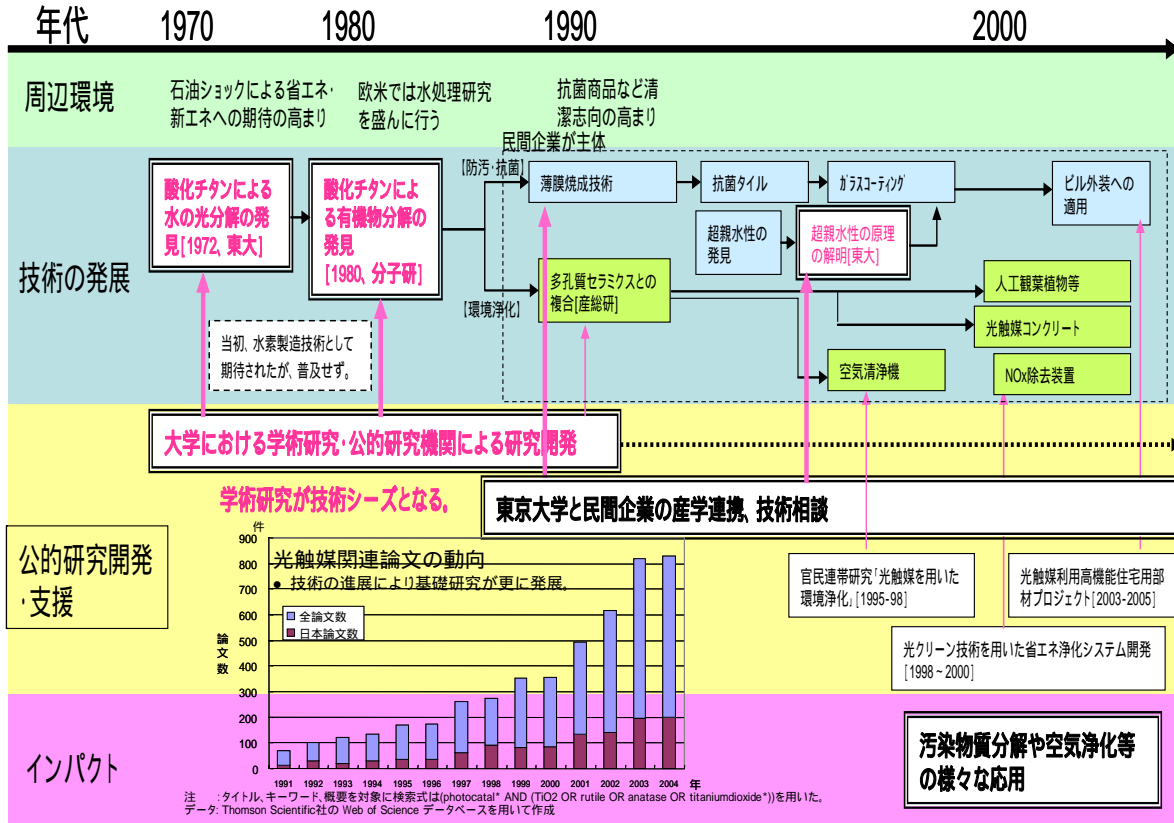 年代
1970
1980
1990
2000
周辺環境
石油ショックによる省エネ・
新エネへの期待の高まり
欧米では水処理研究
を盛んに行う
抗菌商品など清
潔志向の高まり
技術の発展
民間企業が主体
酸化チタンによる
水の光分解の発
見[1972、東大]
酸化チタンによ
る有機物分解の
発見
[1980、分子研]
【防汚・抗菌】
薄膜焼成技術
抗菌タイル
ガラスコーティング
ビル外装への
適用
超親水性の
発見
超親水性の原理
の解明[東大]
【環境浄化】
多孔質セラミクスとの
複合[産総研]
人工観葉植物等
光触媒コンクリート
空気清浄機
NOx除去装置
当初、水素製造技術として
期待されたが、普及せず。
公的研究開発
・支援
大学における学術研究・公的研究機関による研究開発
学術研究が技術シーズとなる。
東京大学と民間企業の産学連携、技術相談
官民連帯研究「光触媒を用いた
環境浄化」[1995-98]
光触媒利用高機能住宅用部
材プロジェクト[2003-2005]
光クリーン技術を用いた省エネ浄化システム開発
[1998~2000]
件
光触媒関連論文の動向
● 技術の進展により基礎研究が更に発展。
全論文数
日本論文数
論文数
900
800
700
600
500
400
300
200
100
0
1991 1992 1993 1994 1995 1996 1997 1998 1999 2000 2001 2002 2003 2004 年
インパクト
汚染物質分解や空気浄化等
の様々な応用
注 :タイトル、キーワード、概要を対象に検索式は(photocatal* AND (TiO2 OR rutile OR anatase OR titaniumdioxide*))を用いた。
データ: Thomson Scientific社の Web of Science データベースを用いて作成